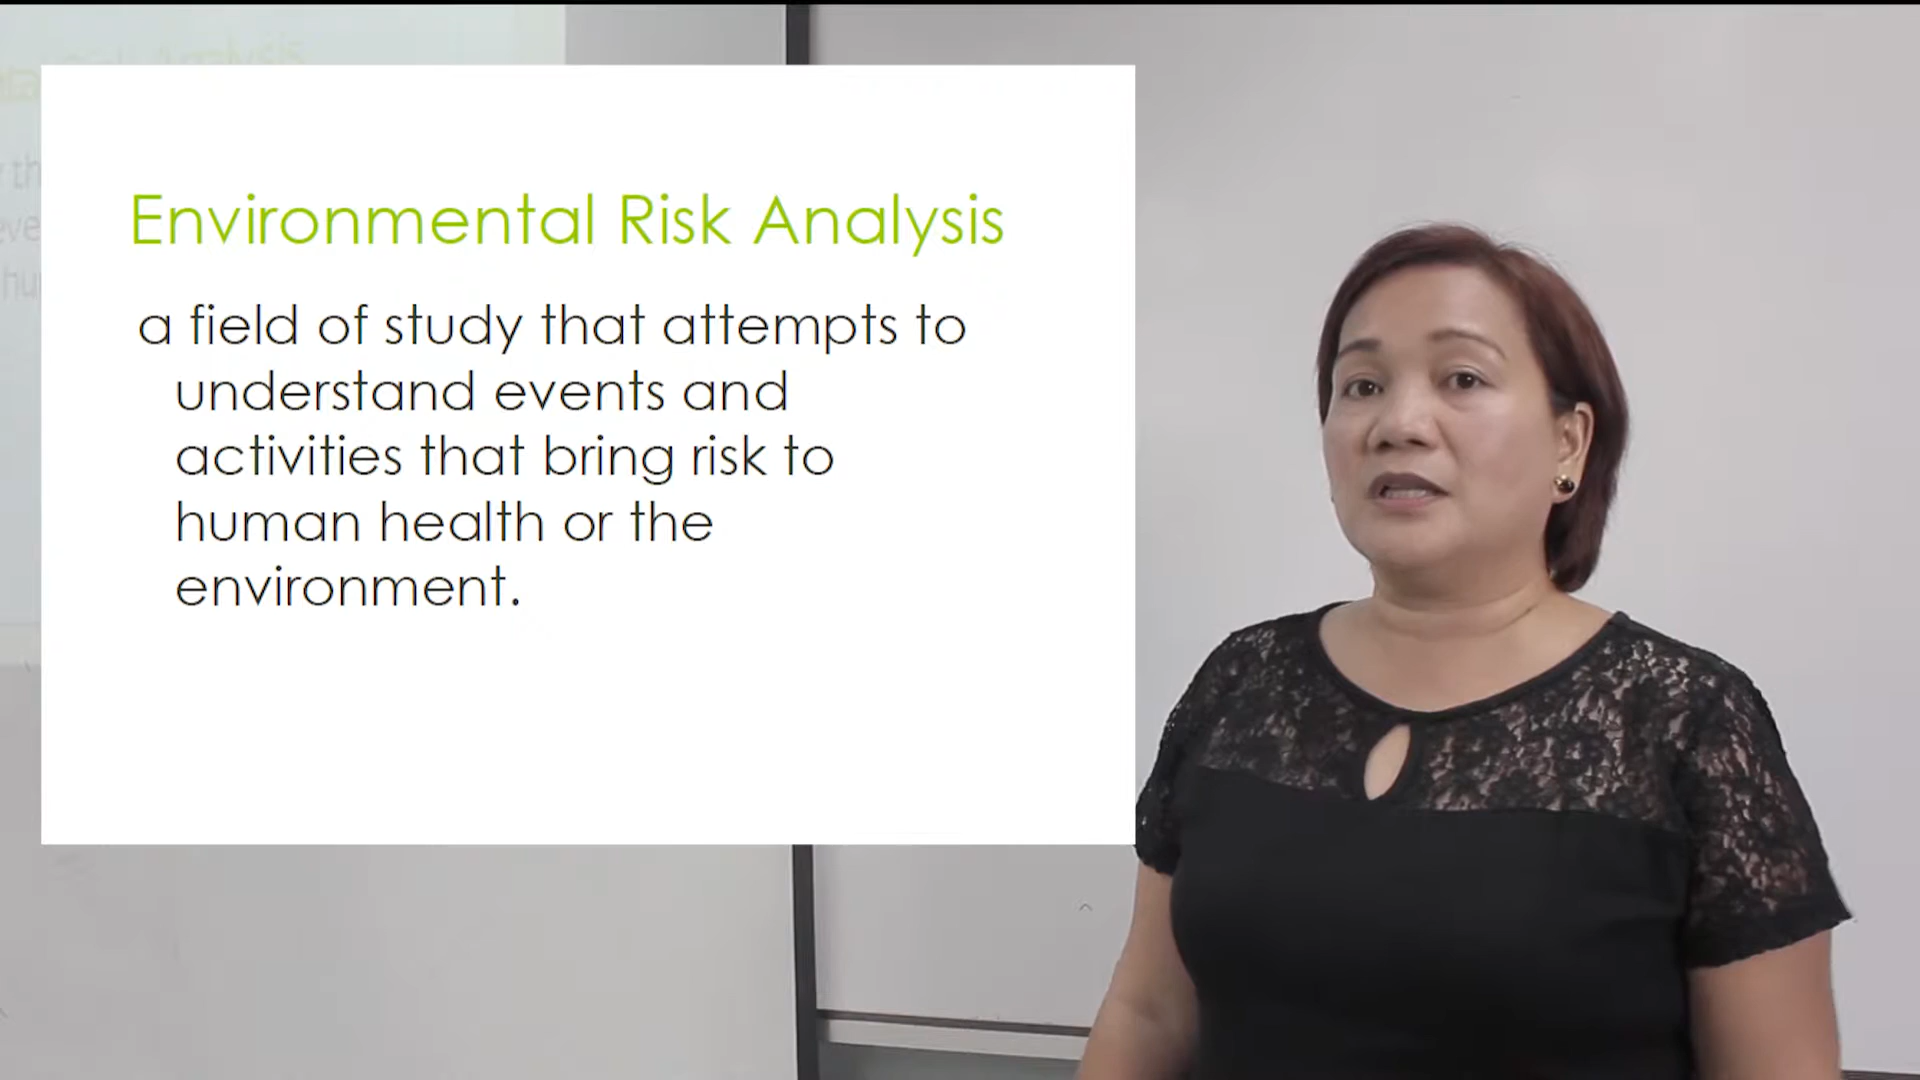 Environmental Risk Analysis
a field of study that attempts to
understand events and
activities that bring risk to
human health or the
environment.